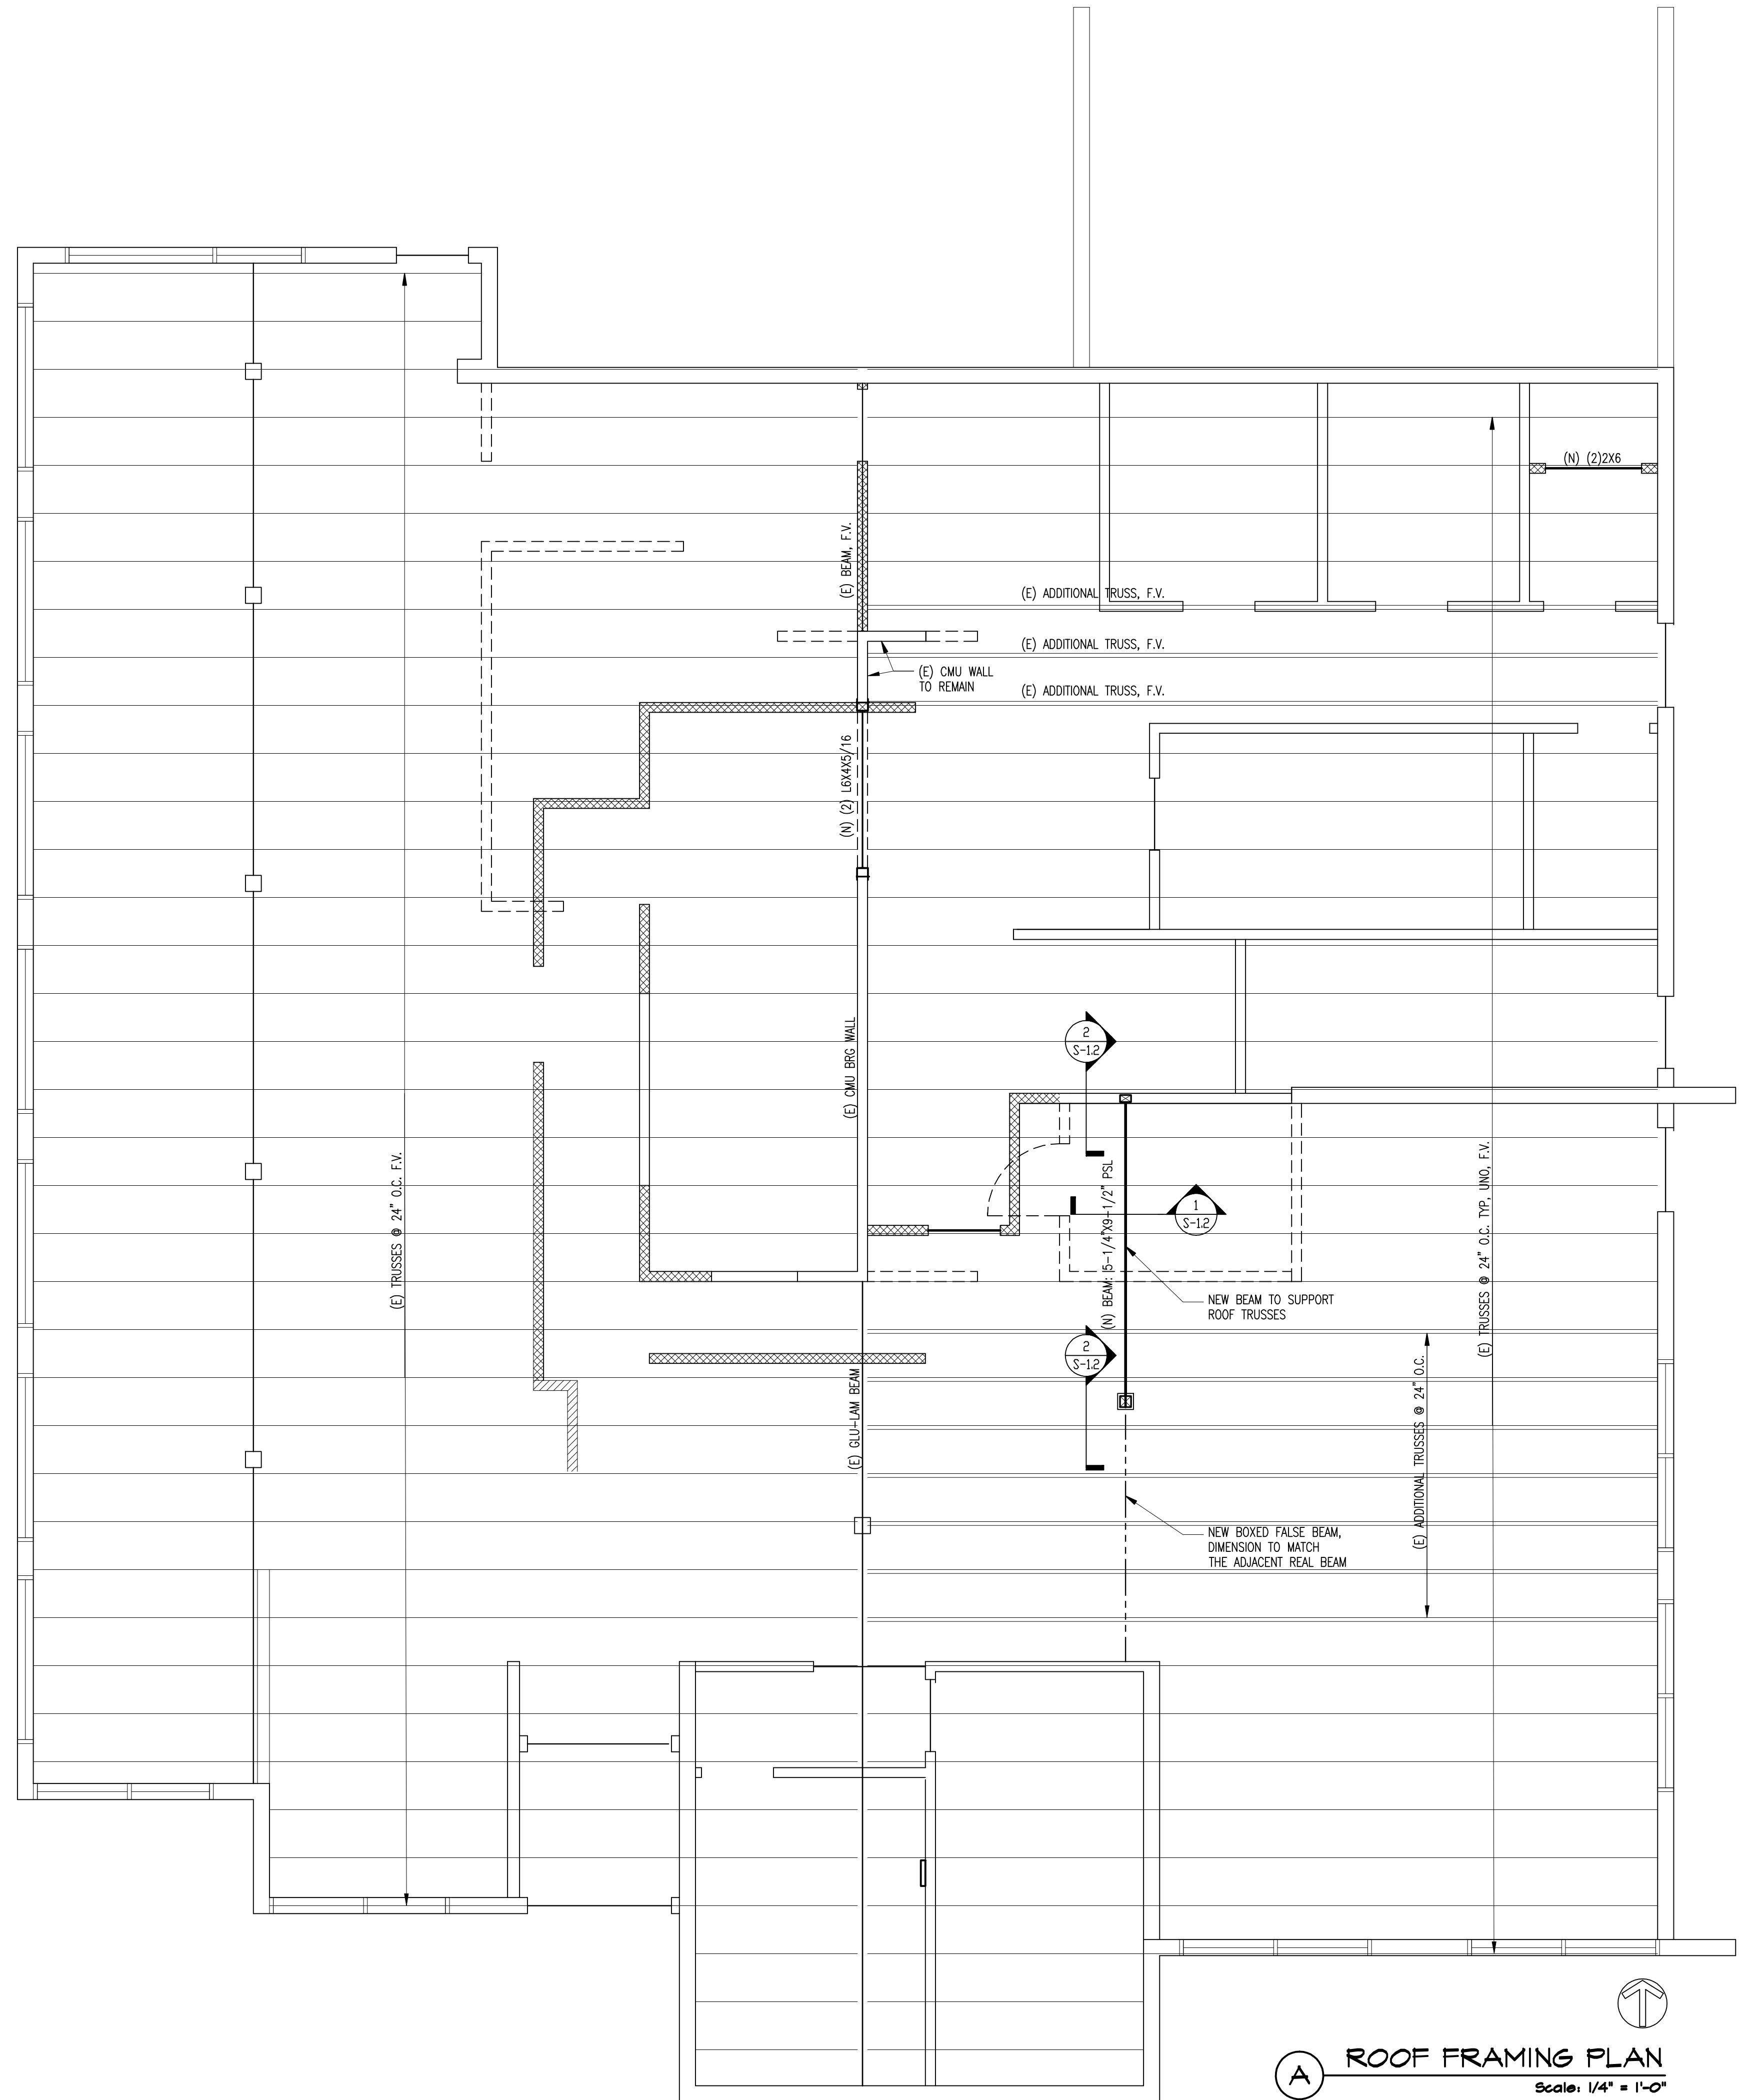 (N) (2)2X6
(E) BEAM, F.V.
(E) ADDITIONAL TRUSS, F.V.
(E) ADDITIONAL TRUSS, F.V.
(E) CMU WALL
TO REMAIN
(E) ADDITIONAL TRUSS, F.V.
(N) (2) L6X4X5/16
(E) CMU BRG WALL
2
S-1.2
(E) TRUSSES @ 24" O.C. F.V.
(N) BEAM: 5-1/4"X9-1/2" PSL
1
S-1.2
(E) TRUSSES @ 24" O.C. TYP, UNO, F.V.
NEW BEAM TO SUPPORT
ROOF TRUSSES
2
S-1.2
(E) GLU-LAM BEAM
(E) ADDITIONAL TRUSSES @ 24" O.C.
NEW BOXED FALSE BEAM,
DIMENSION TO MATCH
THE ADJACENT REAL BEAM
A
ROOF FRAMING PLAN
Scale: 1/4" = 1'-0"